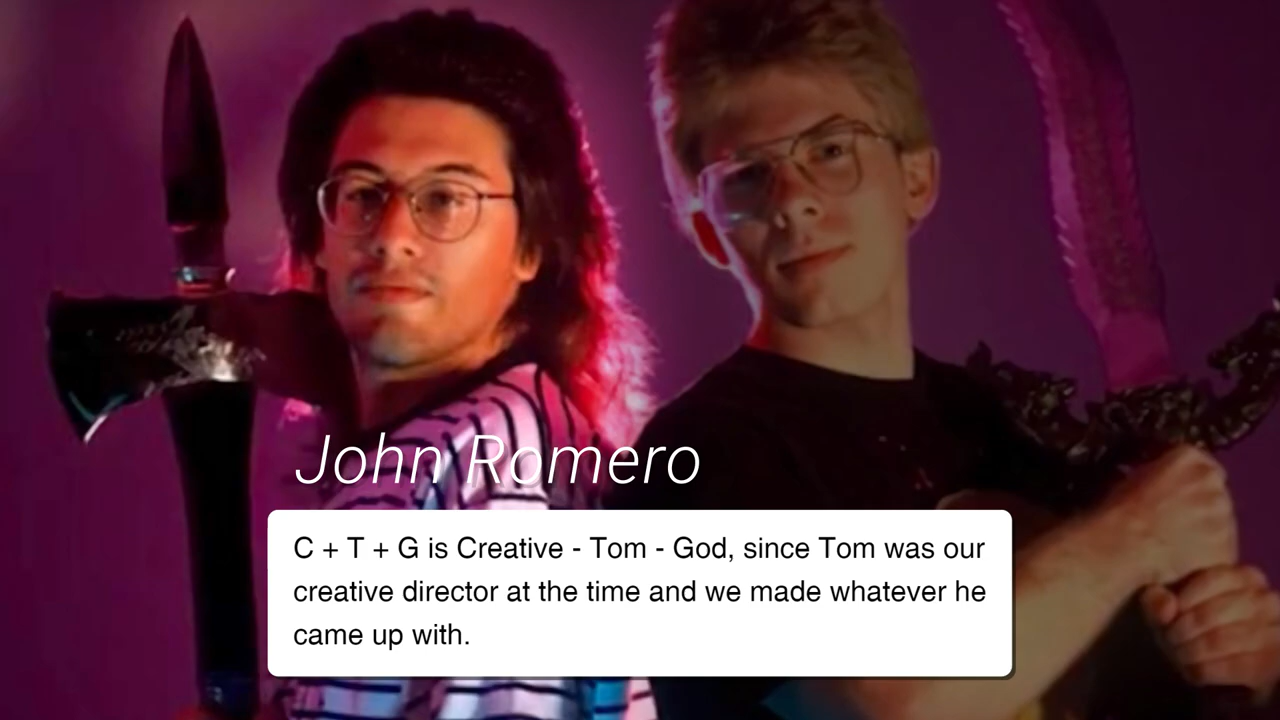 John Romero
C + T + G is Creative - Tom - God, since Tom was our
creative director at the time and we made whatever he
came up with.